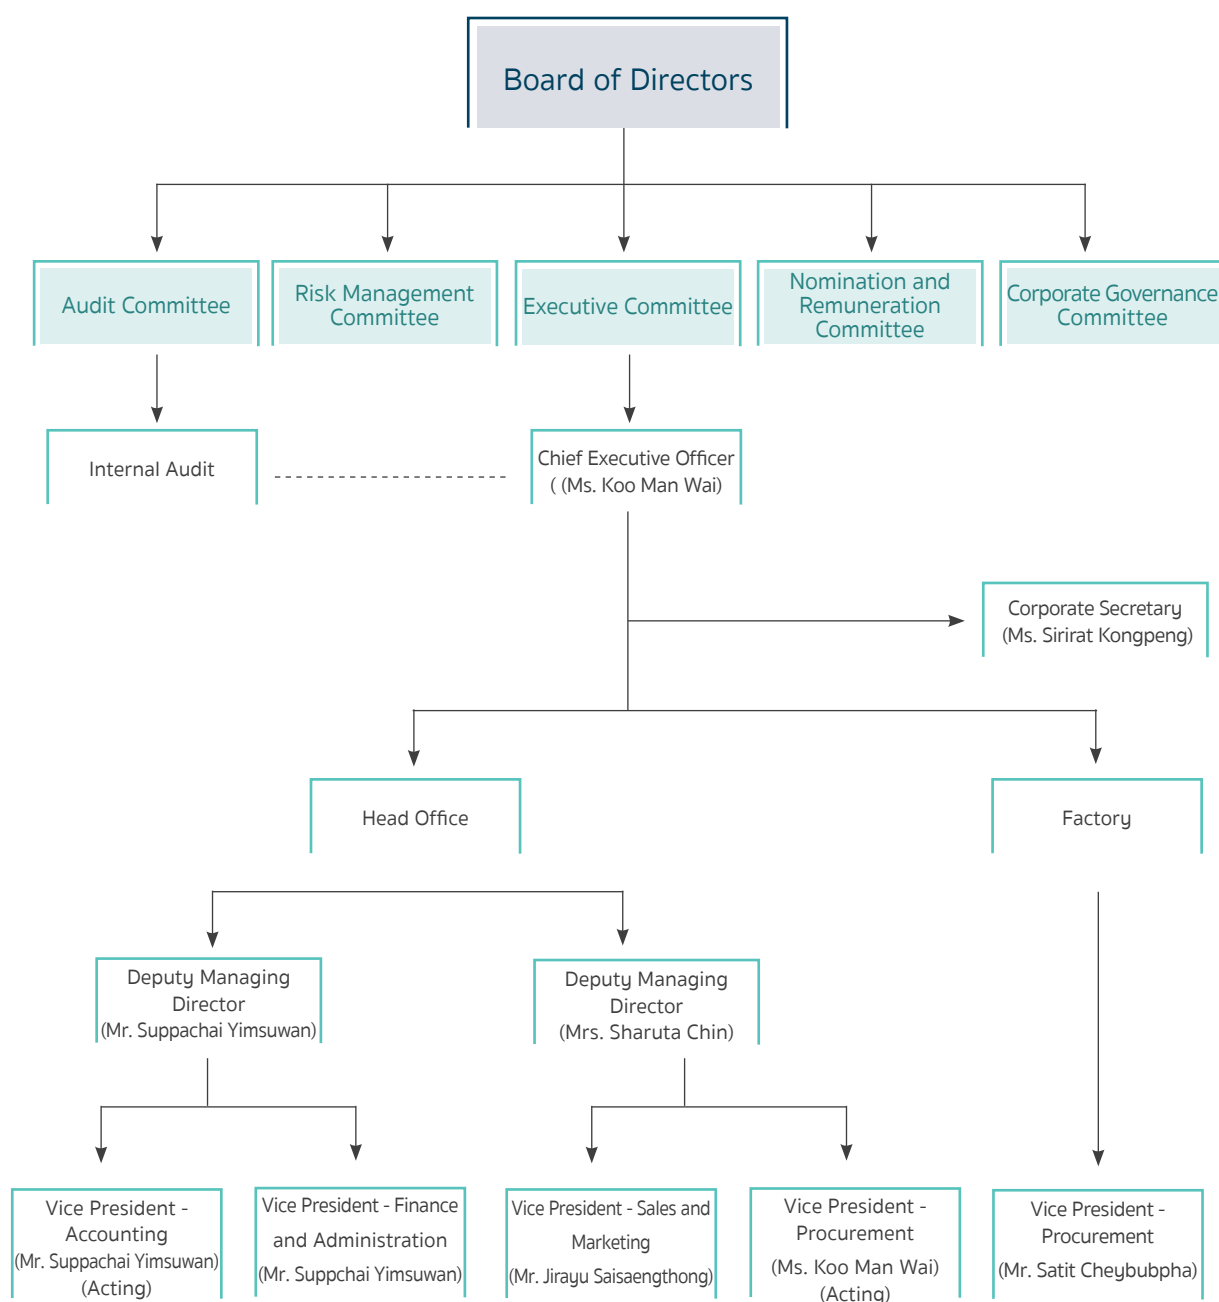 Board of Directors
Audit Committee
Risk Management
Committee
Executive Committee
Nomination and
Remuneration
Committee
Corporate Governance
Committee
Internal Audit
Chief Executive Officer
( (Ms. Koo Man Wai)
Corporate Secretary
(Ms. Sirirat Kongpeng)
Head Office
Factory
Deputy Managing
Director
(Mr. Suppachai Yimsuwan)
Deputy Managing
Director
(Mrs. Sharuta Chin)
Vice President -
Accounting
(Mr. Suppachai Yimsuwan)
(Acting)
Vice President - Finance
and Administration
(Mr. Suppchai Yimsuwan)
Vice President - Sales and
Marketing
(Mr. Jirayu Saisaengthong)
Vice President -
Procurement
(Ms. Koo Man Wai)
(Acting)
Vice President -
Procurement
(Mr. Satit Cheybubpha)